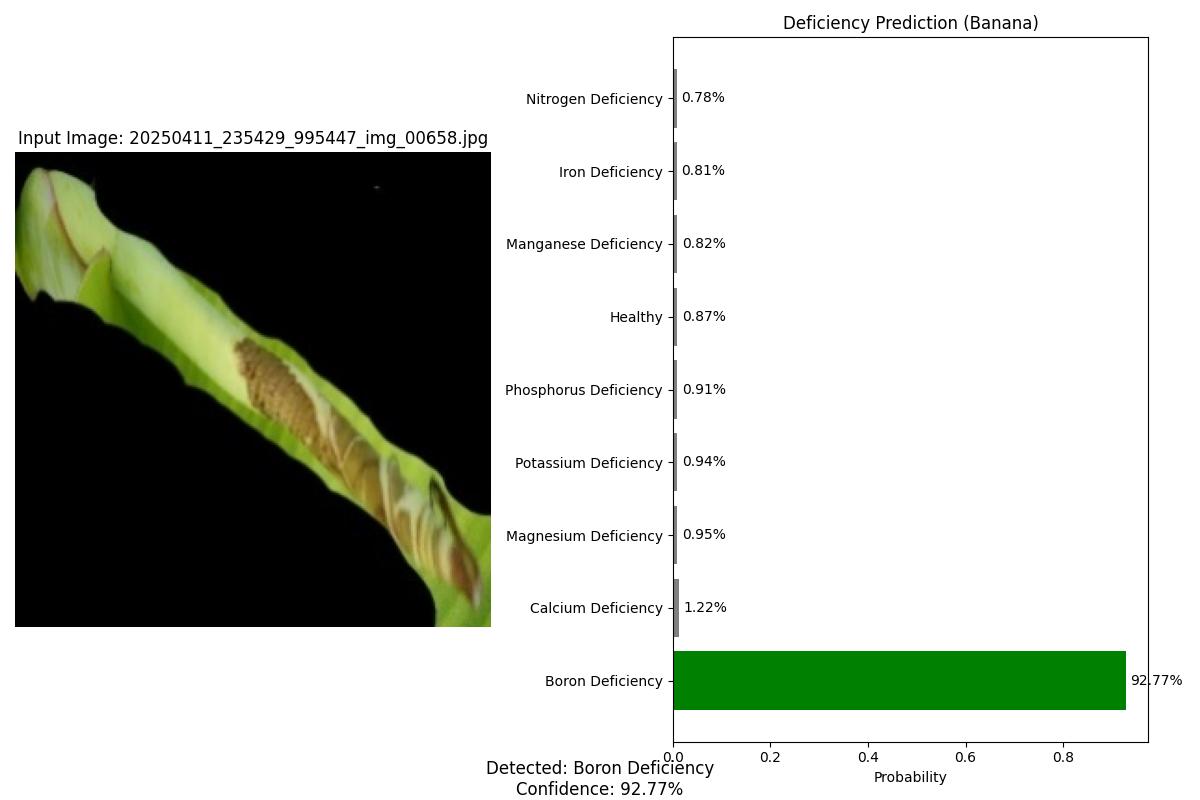 Deficiency Prediction (Banana)
Input Image: 20250411_235429_995447_img_00658.jpg
Nitrogen Deficiency 0.78%
Iron Deficiency 0.81%
Manganese Deficiency 0.82%
Healthy 0.87%
Phosphorus Deficiency 0.91%
Potassium Deficiency 0.94%
Magnesium Deficiency 0.95%
Calcium Deficiency 1.22%
Boron Deficiency 92.77%
0.0 0.2 0.4 0.6 0.8
Probability
Detected: Boron Deficiency
Confidence: 92.77%